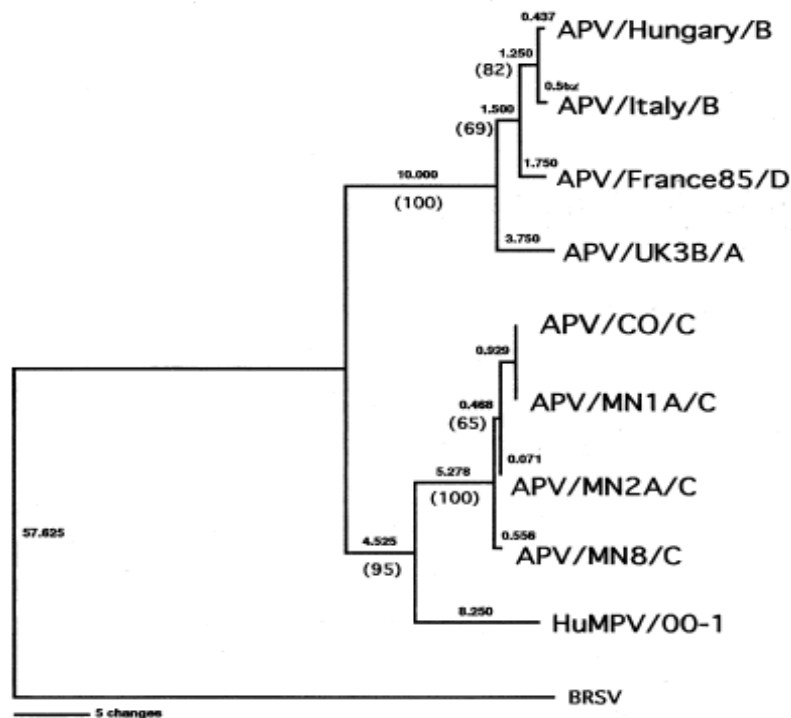 0.437
APV/Hungary/B
1.250
(82)
APV/Italy/B
1.500
(69)
1.750
APV/France85/D
10.000
(100)
3.750
APV/UK3B/A
APV/CO/C
0.929
APV/MN1A/C
0.468
(65)
0.071
5.278
APV/MN2A/C
(100)
0.556
4.525
APV/MN8/C
(95)
57.625
8.250
HuMPV/00-1
BRSV
5 changes